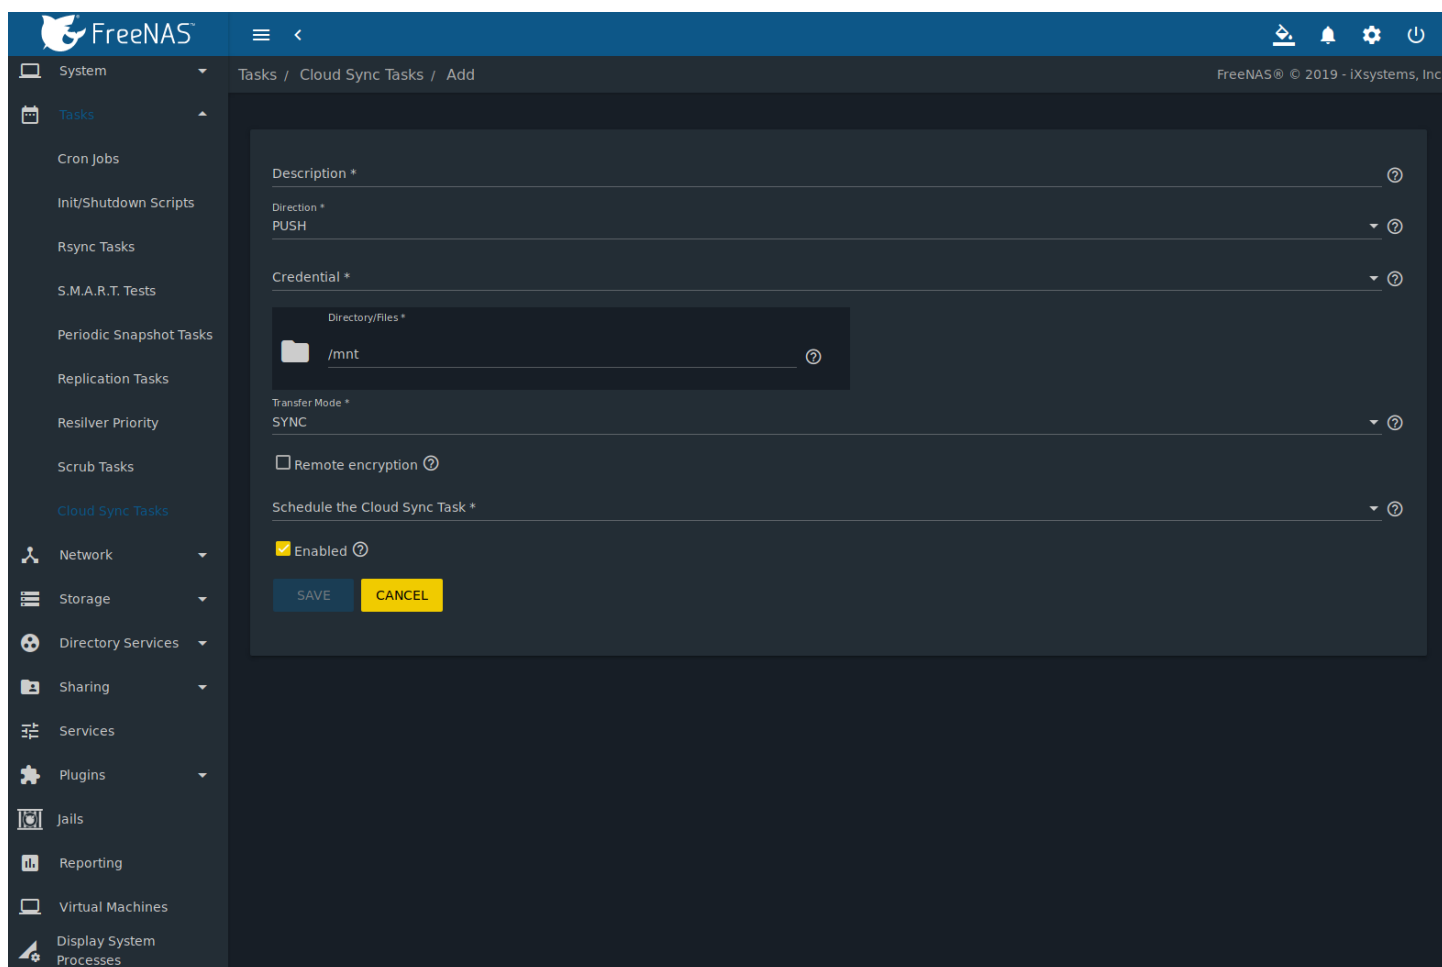 FreeNAS™
System
Tasks / Cloud Sync Tasks / Add
FreeNAS® © 2019 - iXsystems, Inc
Tasks
Cron Jobs
Init/Shutdown Scripts
Rsync Tasks
S.M.A.R.T. Tests
Periodic Snapshot Tasks
Replication Tasks
Resilver Priority
Scrub Tasks
Cloud Sync Tasks
Network
Storage
Directory Services
Sharing
Services
Plugins
Jails
Reporting
Virtual Machines
Display System
Processes
Description *
Direction *
PUSH
Credential *
Directory/Files *
/mnt
Transfer Mode *
SYNC
Remote encryption
Schedule the Cloud Sync Task *
Enabled
SAVE
CANCEL